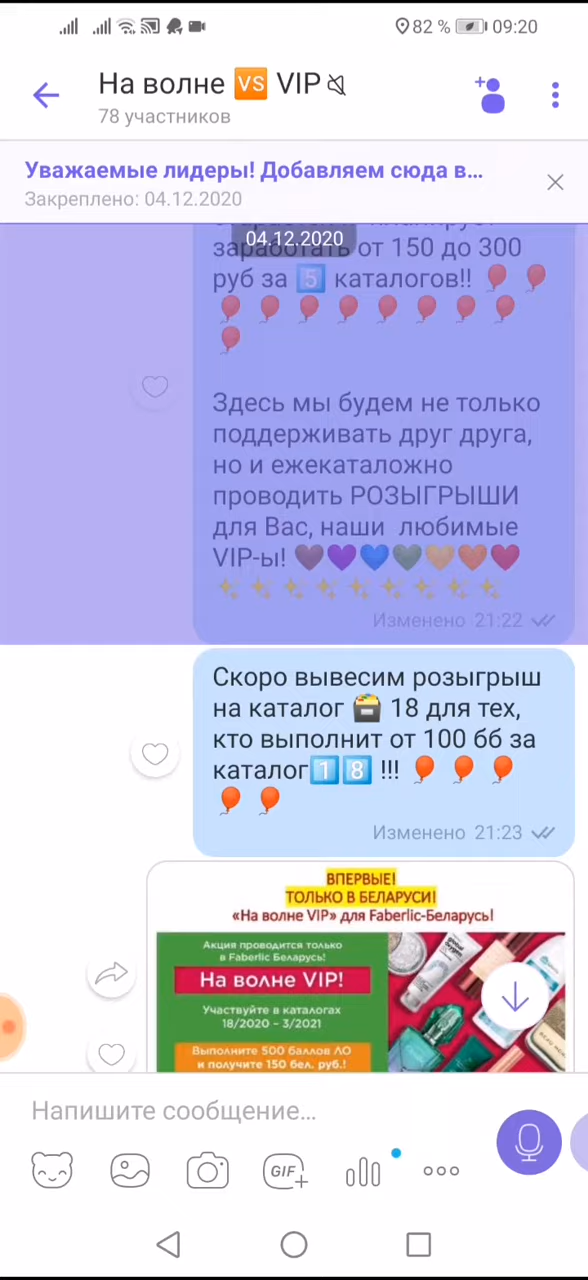 82 % 09:20
На волне VS VIP
78 участников
Уважаемые лидеры! Добавляем сюда в...
Закреплено: 04.12.2020
04.12.2020
заработать от 150 до 300
руб за 5 каталогов!!
Здесь мы будем не только
поддерживать друг друга,
но и ежекаталожно
проводить РОЗЫГРЫШИ
для Вас, наши любимые
VIP-ы!
Изменено 21:22
Скоро вывесим розыгрыш
на каталог 18 для тех,
кто выполнит от 100 бб за
каталог 1 8 !!!
Изменено 21:23
ВПЕРВЫЕ!
ТОЛЬКО В БЕЛАРУСИ!
«На волне VIP» для Faberlic-Беларусь!
Акция проводится только
в Faberlic Беларусь!
На волне VIP!
Участвуйте в каталогах
18/2020 – 3/2021
Выполните 500 баллов ЛО
и получите 150 бел. руб.!
Напишите сообщение...
GIF